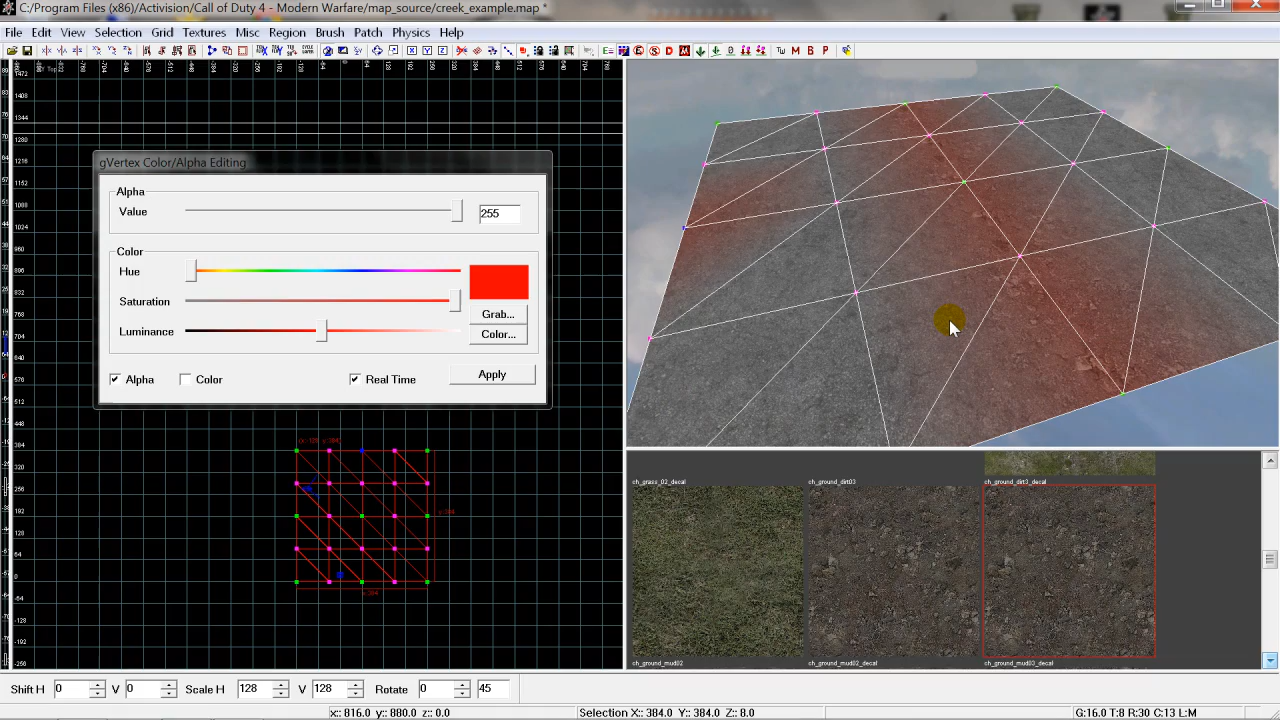 C:/Program Files (x86)/Activision/Call of Duty 4 - Modern Warfare/map_source/creek_example.map *
File Edit View Selection Grid Textures Misc Region Brush Patch Physics Help
gVertex Color/Alpha Editing
Alpha
Value 255
Color
Hue
Saturation
Grab...
Luminance
Color...
Alpha Color Real Time Apply
ch_grass_02_decal ch_ground_dirt03 ch_ground_dirt3_decal
ch_ground_mud02 ch_ground_mud02_decal ch_ground_mud03_decal
Shift H 0 V 0 Scale H 128 V 128 Rotate 0 45
x:: 816.0 y:: 880.0 z:: 0.0 Selection X:: 384.0 Y:: 384.0 Z:: 8.0 G:16.0 T:8 R:30 C:13 L:M